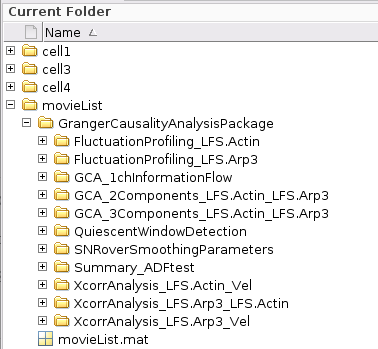 Current Folder
Name
cell1
cell3
cell4
movieList
GrangerCausalityAnalysisPackage
FluctuationProfiling_LFS.Actin
FluctuationProfiling_LFS.Arp3
GCA_1chInformationFlow
GCA_2Components_LFS.Actin_LFS.Arp3
GCA_3Components_LFS.Actin_LFS.Arp3
QuiescentWindowDetection
SNRoverSmoothingParameters
Summary_ADFtest
XcorrAnalysis_LFS.Actin_Vel
XcorrAnalysis_LFS.Arp3_LFS.Actin
XcorrAnalysis_LFS.Arp3_Vel
movieList.mat